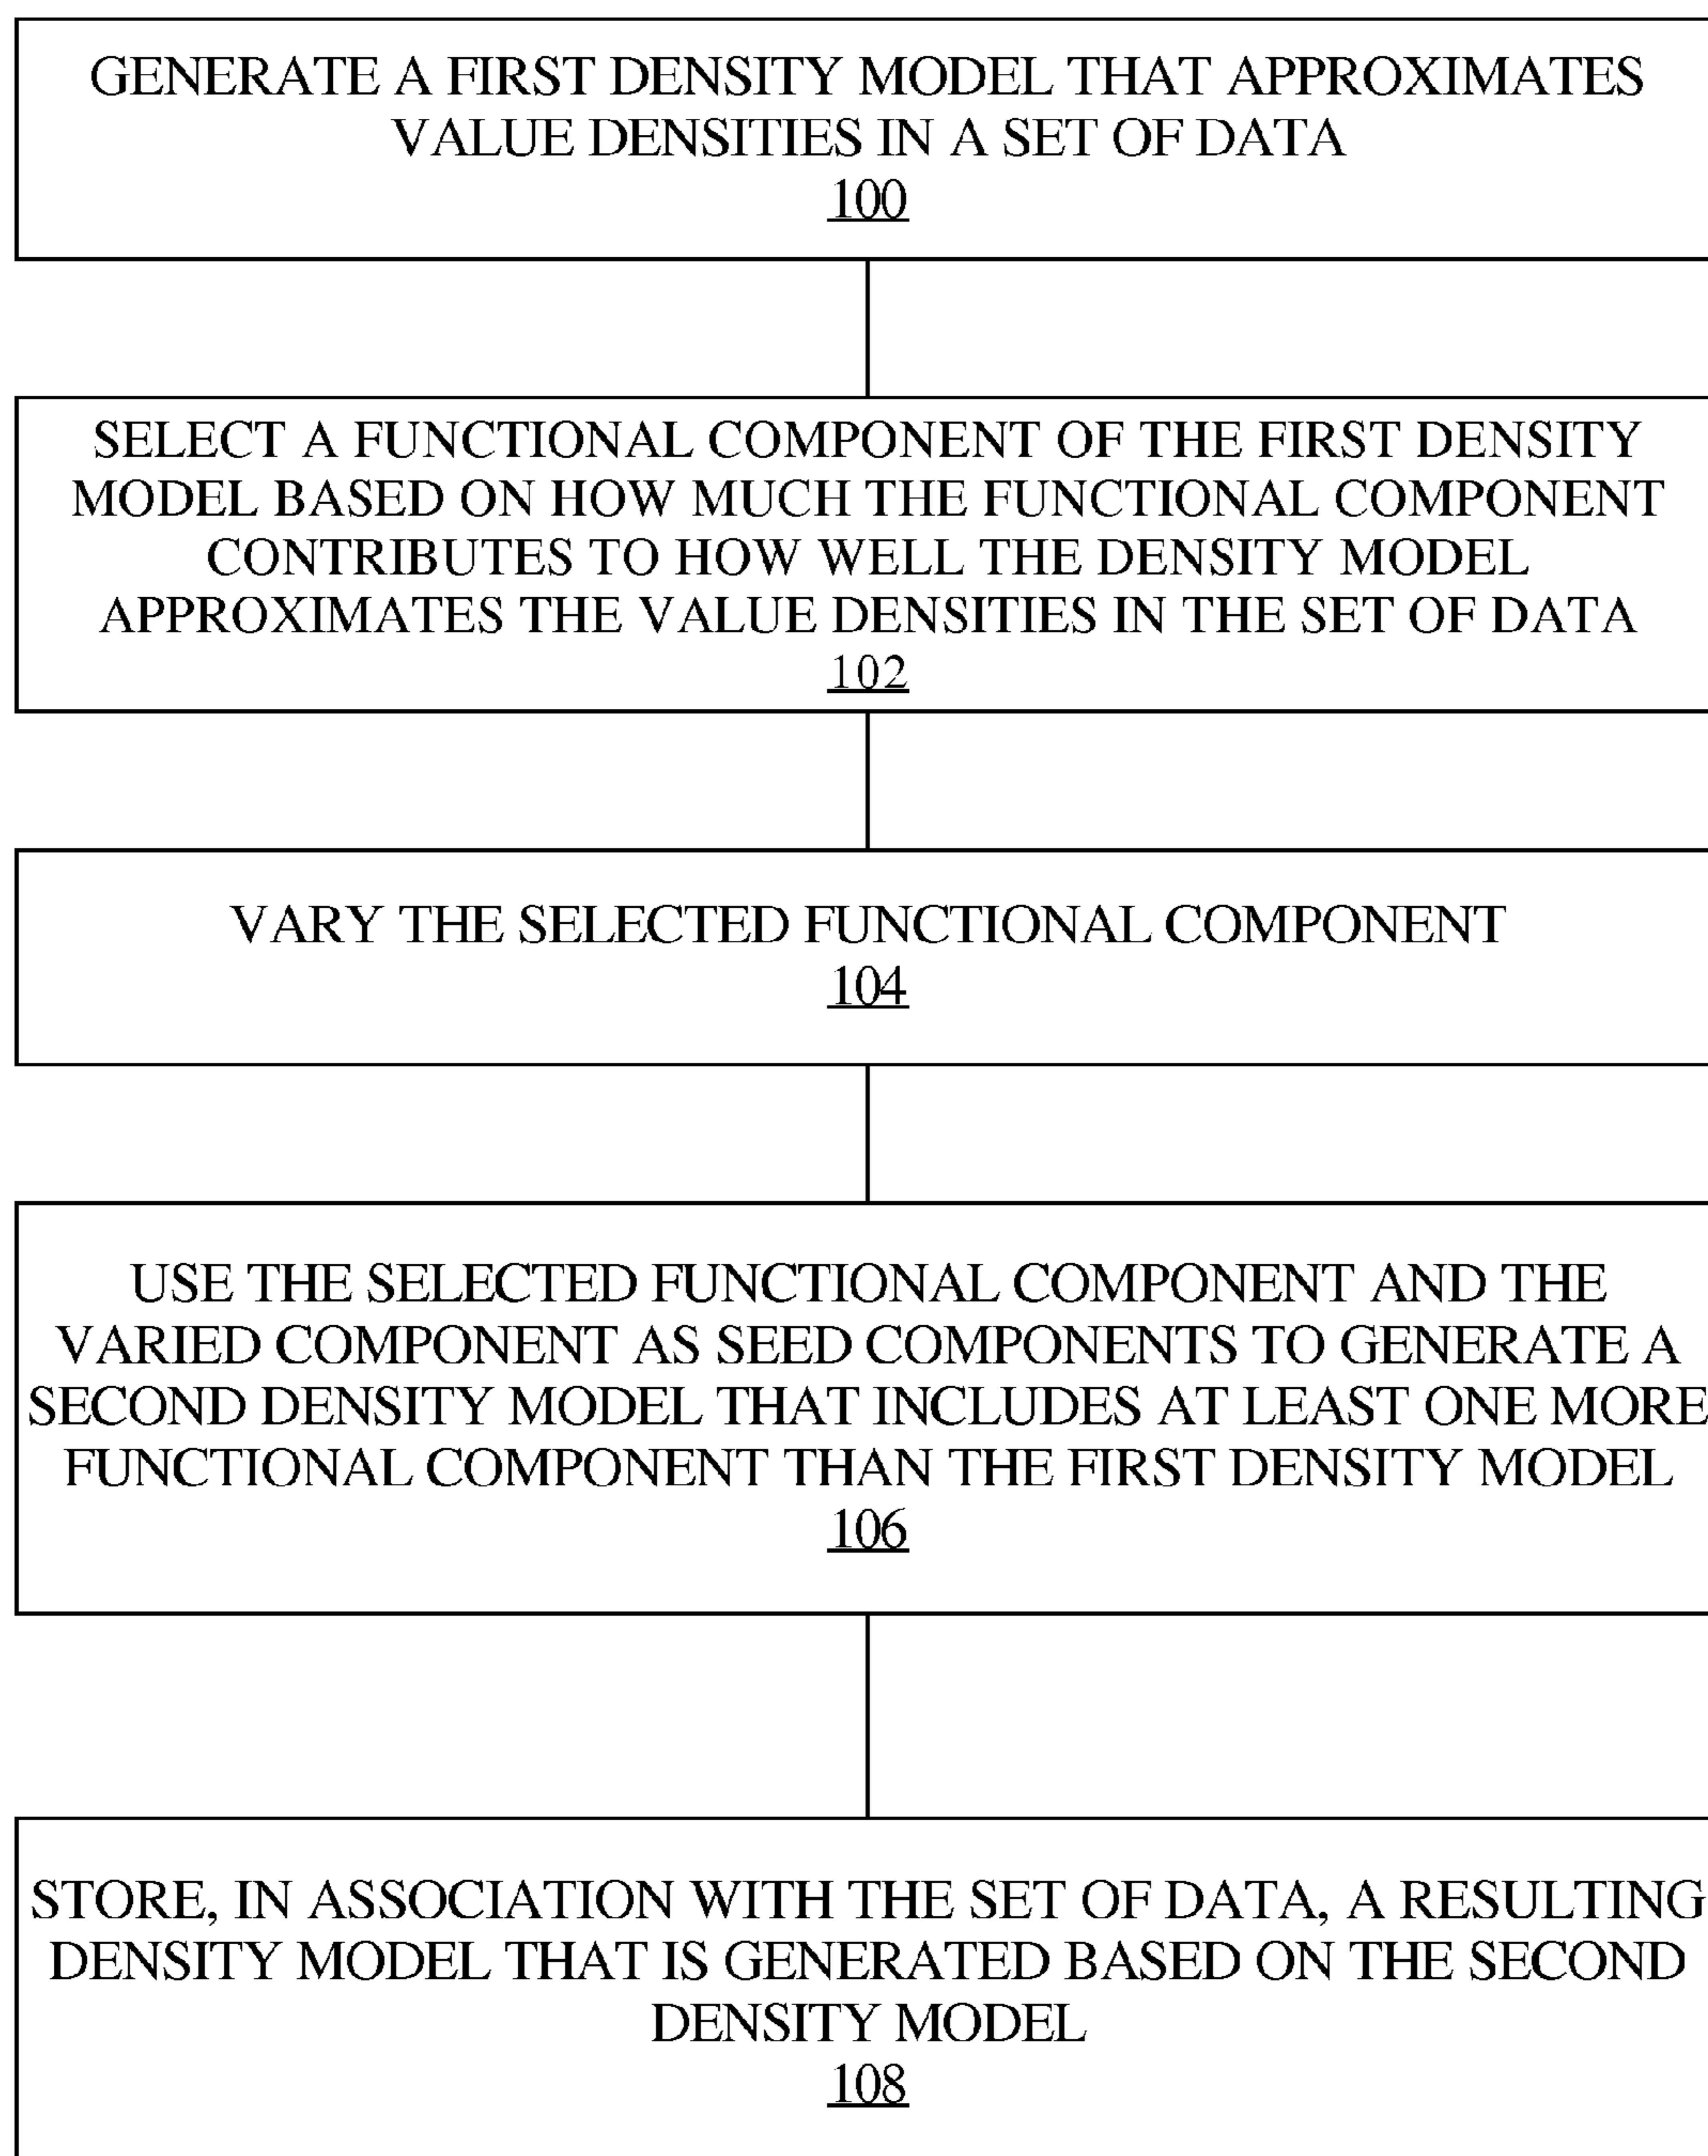 GENERATE A FIRST DENSITY MODEL THAT APPROXIMATES
VALUE DENSITIES IN A SET OF DATA
100
SELECT A FUNCTIONAL COMPONENT OF THE FIRST DENSITY
MODEL BASED ON HOW MUCH THE FUNCTIONAL COMPONENT
CONTRIBUTES TO HOW WELL THE DENSITY MODEL
APPROXIMATES THE VALUE DENSITIES IN THE SET OF DATA
102
VARY THE SELECTED FUNCTIONAL COMPONENT
104
USE THE SELECTED FUNCTIONAL COMPONENT AND THE
VARIED COMPONENT AS SEED COMPONENTS TO GENERATE A
SECOND DENSITY MODEL THAT INCLUDES AT LEAST ONE MORE
FUNCTIONAL COMPONENT THAN THE FIRST DENSITY MODEL
106
STORE, IN ASSOCIATION WITH THE SET OF DATA, A RESULTING
DENSITY MODEL THAT IS GENERATED BASED ON THE SECOND
DENSITY MODEL
108